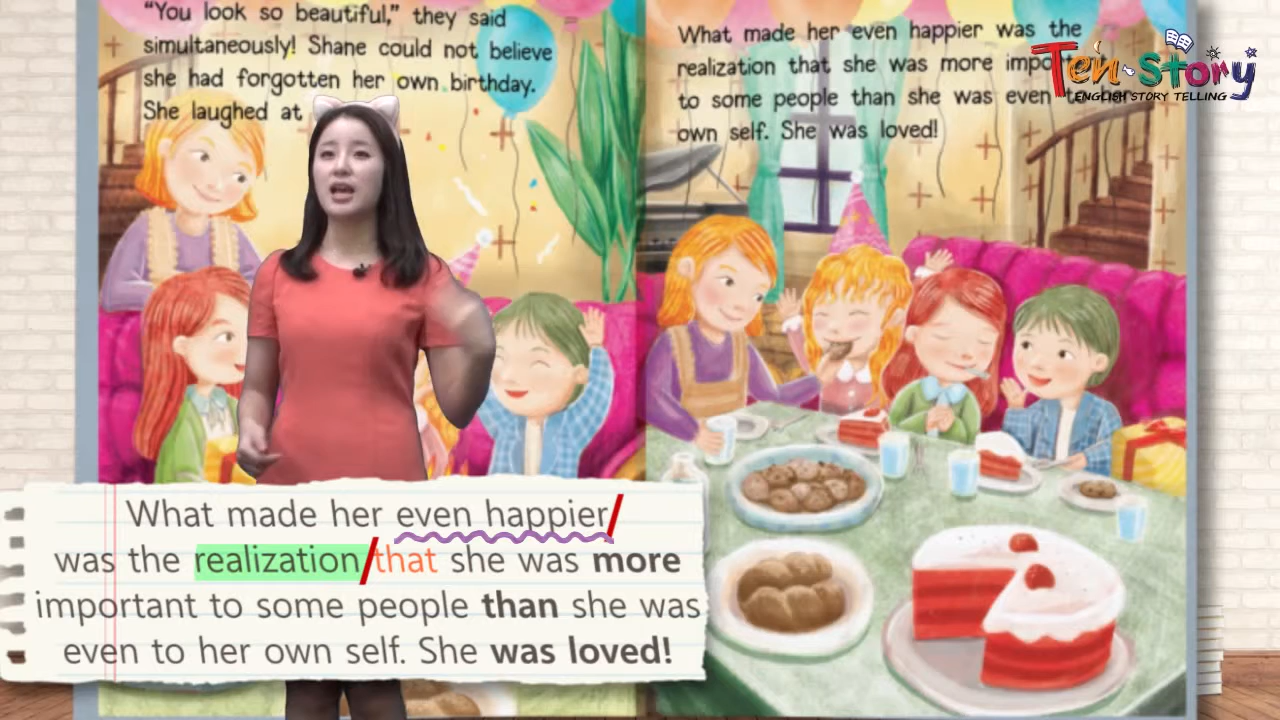 “You look so beautiful,” they said
simultaneously! Shane could not believe
she had forgotten her own birthday.
She laughed at
What made her even happier was the
realization that she was more impo
to some people than she was even
own self. She was loved!
Ten Story
ENGLISH STORY TELLING
What made her even happier/
was the realization/that she was more
important to some people than she was
even to her own self. She was loved!